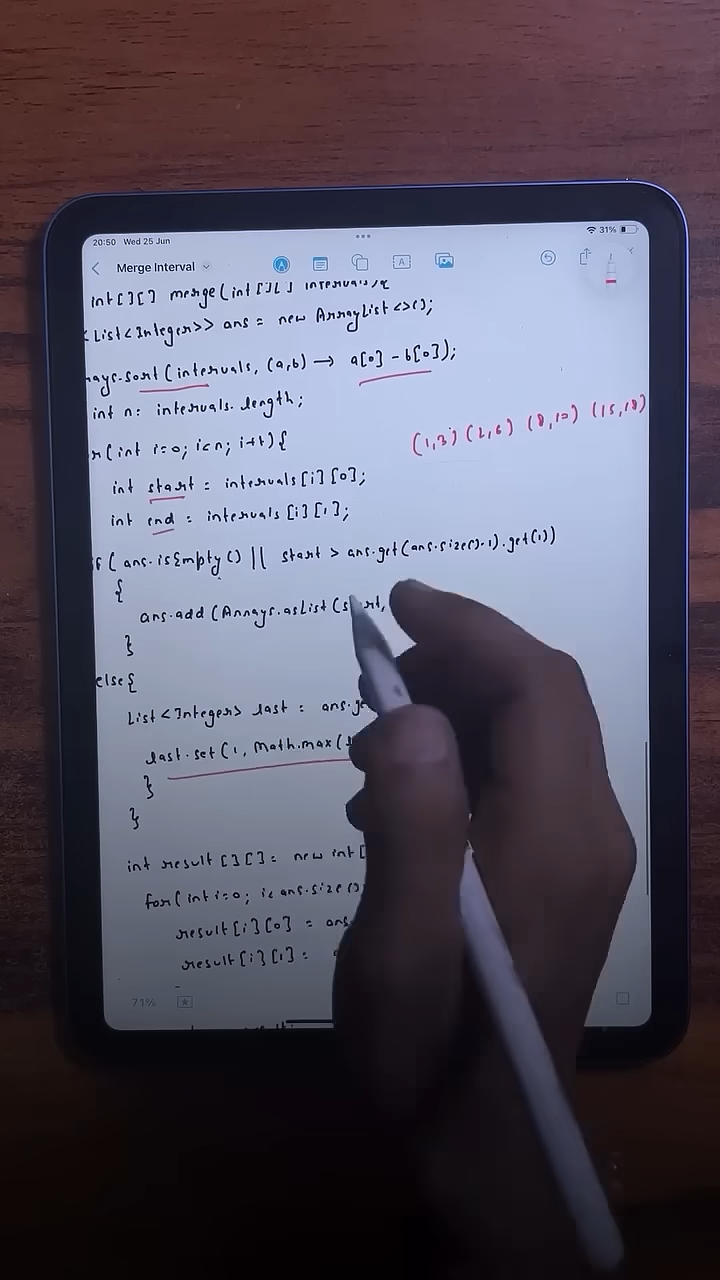 20:50 Wed 25 Jun
31%
Merge Interval
A
int[][] merge(int[][] intervals){
<List<Integer>> ans = new ArrayList<>();
rays.sort(intervals, (a,b) → a[0] - b[0]);
int n = intervals.length;
r(int i=0; i<n; i++){
(1,3) (2,6) (8,10) (15,18)
int start = intervals[i][0];
int end = intervals[i][1];
if( ans.isEmpty() || start > ans.get(ans.size()-1).get(1))
{
ans.add(Arrays.asList(start,
}
else{
List<Integer> last = ans.ge
last.set(1, Math.max(
}
}
int result[][] = new int[
for(int i=0; i<ans.size()
result[i][0] = ans
result[i][1] =
71%